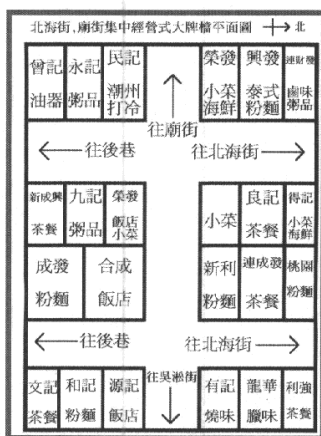 北海街,廟街集中經營式大牌檔平面圖 北
曾記 油器
永記 粥品
民記 潮州打冷
榮發 小菜海鮮
興發 泰式粉麵
連財發 鹵味粥品
往廟街
往後巷
往北海街
新成興 茶餐
九記 粥品
榮發 飯店小菜
小菜
良記 茶餐
得記 小菜海鮮
成發 粉麵
合成 飯店
新利 粉麵
連成發 茶餐
桃園 粉麵
往後巷
往北海街
文記 茶餐
和記 粉麵
源記 飯店
往吳淞街
有記 燒味
龍華 臘味
利強 茶餐